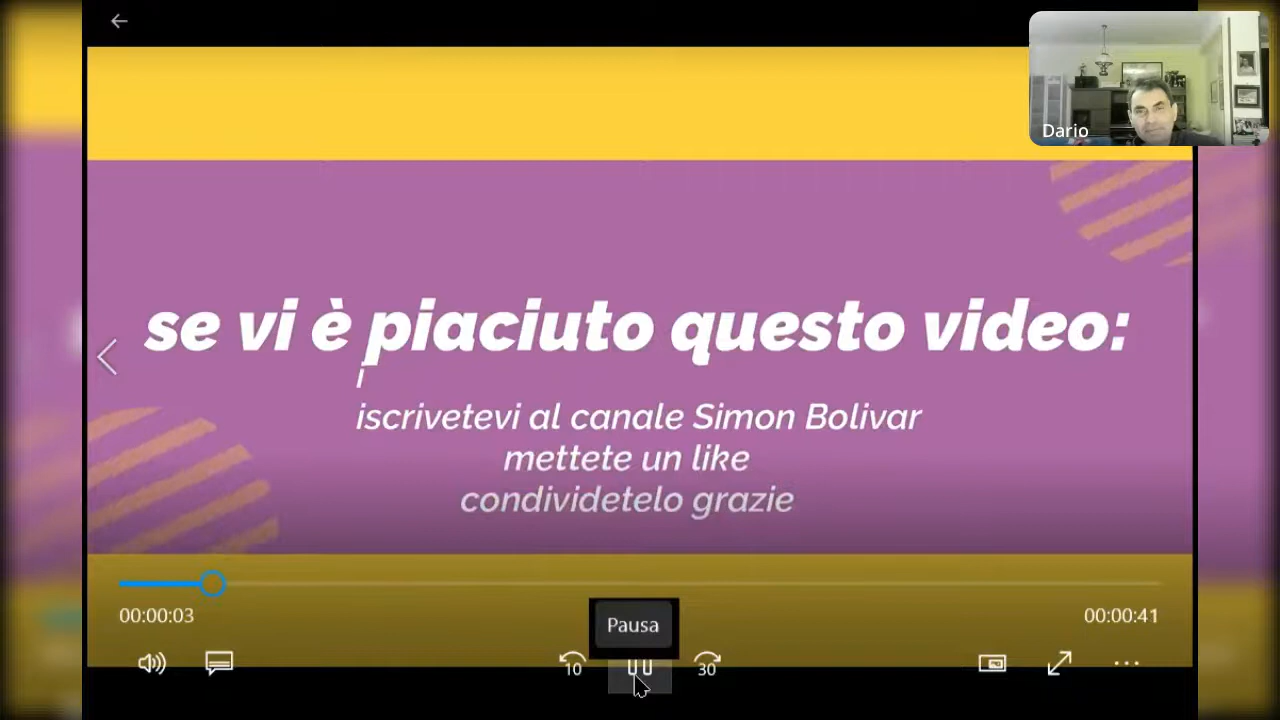 Dario
se vi è piaciuto questo video:
i
iscrivetevi al canale Simon Bolivar
mettete un like
condividetelo grazie
00:00:03
00:00:41
Pausa
10
30